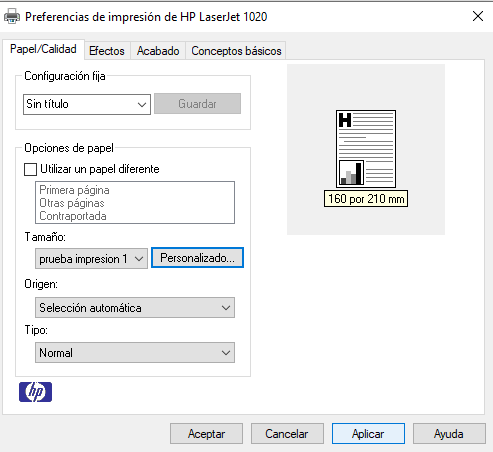 Preferencias de impresión de HP LaserJet 1020
Papel/Calidad Efectos Acabado Conceptos básicos
Configuración fija
Sin título Guardar
Opciones de papel
Utilizar un papel diferente
Primera página
Otras páginas
Contraportada
Tamaño:
prueba impresion 1 Personalizado...
Origen:
Selección automática
Tipo:
Normal
H
160 por 210 mm
hp
Aceptar Cancelar Aplicar Ayuda